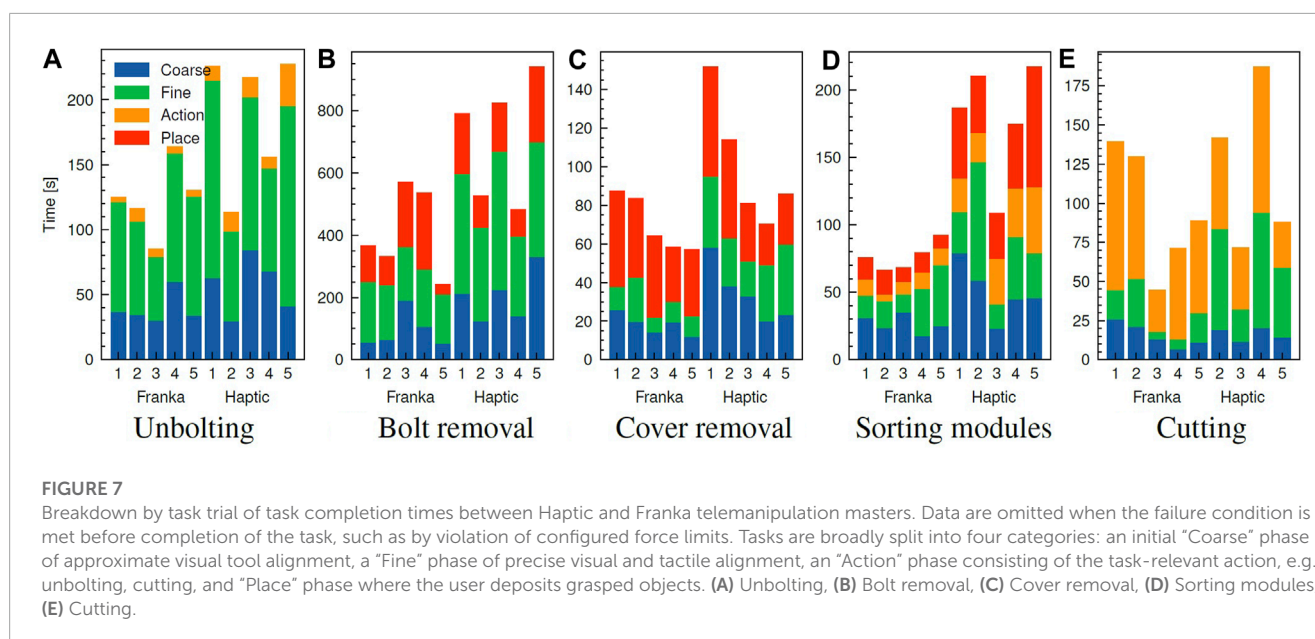 A
B
C
D
E
Coarse
Fine
Action
Place
Time [s]
200
150
100
50
0
1 2 3 4 5 1 2 3 4 5
Franka Haptic
Unbolting
800
600
400
200
0
1 2 3 4 5 1 2 3 4 5
Franka Haptic
Bolt removal
140
120
100
80
60
40
20
0
1 2 3 4 5 1 2 3 4 5
Franka Haptic
Cover removal
200
150
100
50
0
1 2 3 4 5 1 2 3 4 5
Franka Haptic
Sorting modules
175
150
125
100
75
50
25
0
1 2 3 4 5 2 3 4 5
Franka Haptic
Cutting
FIGURE 7
Breakdown by task trial of task completion times between Haptic and Franka telemanipulation masters. Data are omitted when the failure condition is
met before completion of the task, such as by violation of configured force limits. Tasks are broadly split into four categories: an initial “Coarse” phase
of approximate visual tool alignment, a “Fine” phase of precise visual and tactile alignment, an “Action” phase consisting of the task-relevant action, e.g.
unbolting, cutting, and “Place” phase where the user deposits grasped objects. (A) Unbolting, (B) Bolt removal, (C) Cover removal, (D) Sorting modules
(E) Cutting.